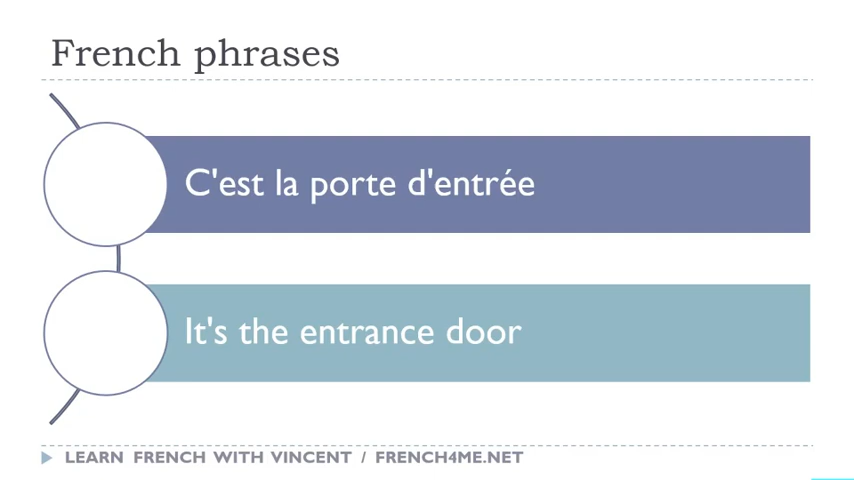 French phrases
C'est la porte d'entrée
It's the entrance door
LEARN FRENCH WITH VINCENT / FRENCH4ME.NET